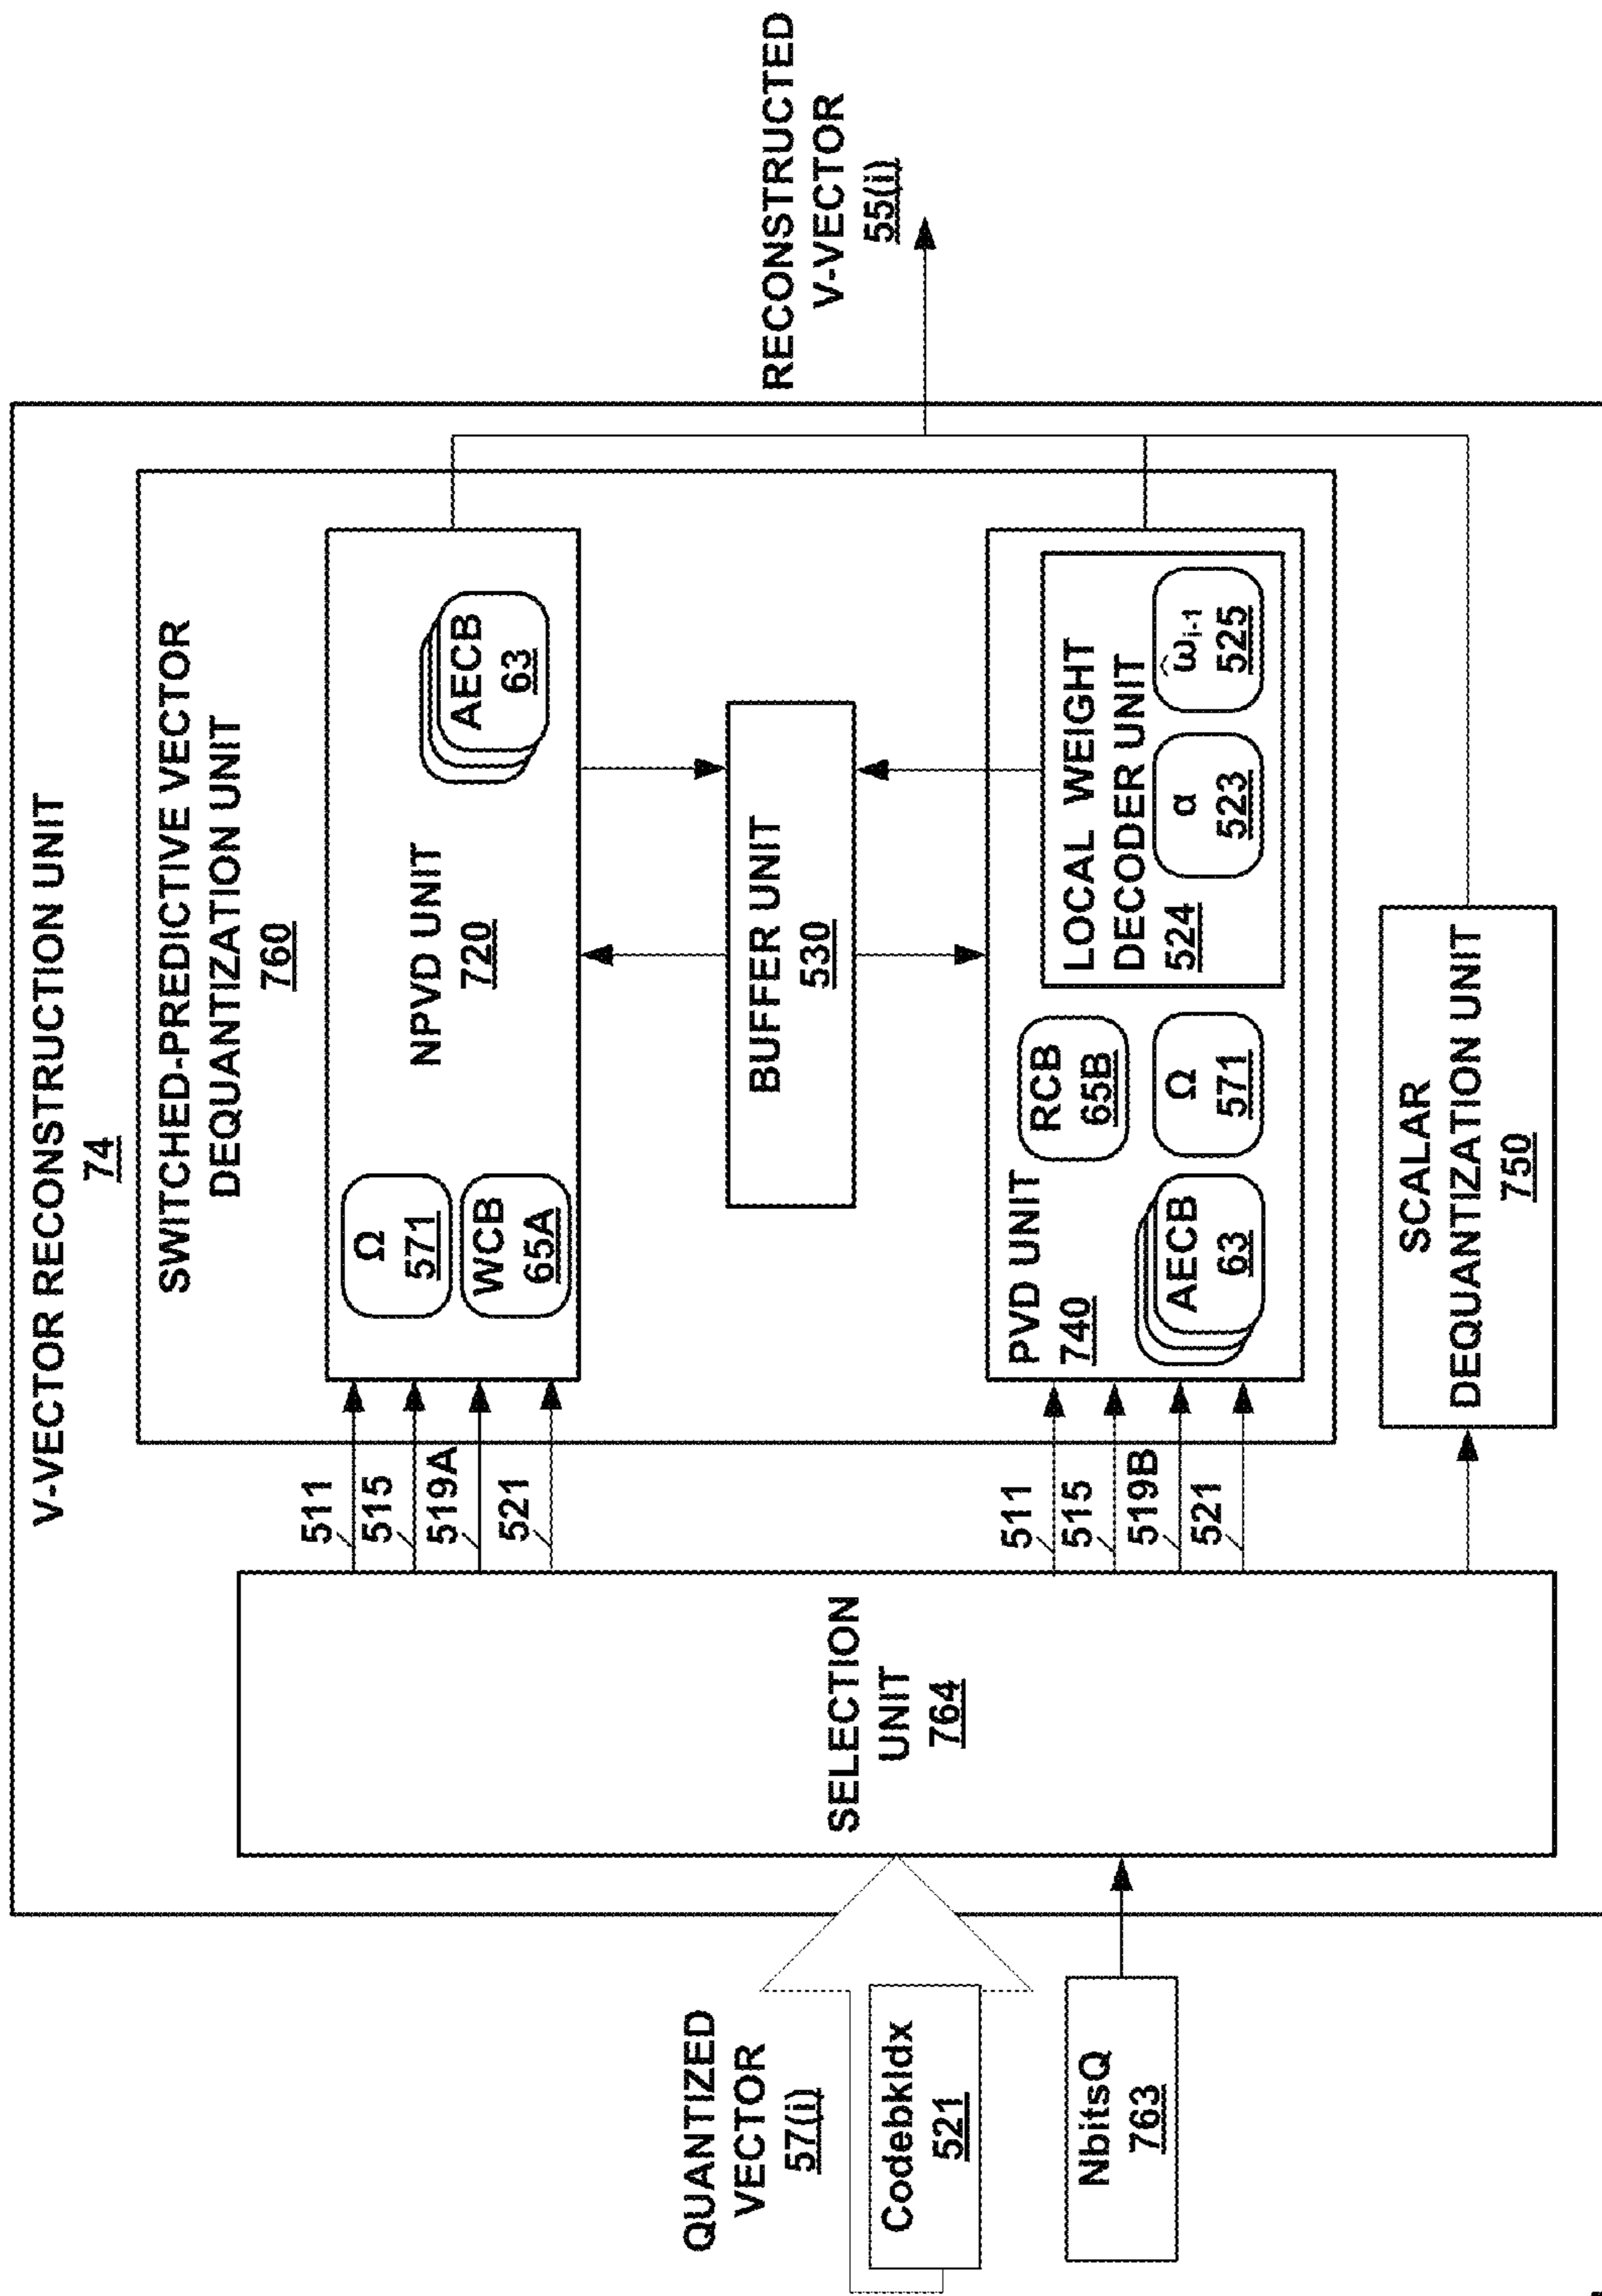 V-VECTOR RECONSTRUCTION UNIT
74
SWITCHED-PREDICTIVE VECTOR
DEQUANTIZATION UNIT
760
Ω
571
WCB
65A
NPVD UNIT
720
AECB
63
BUFFER UNIT
530
PVD UNIT
740
RCB
65B
AECB
63
Ω
571
LOCAL WEIGHT
DECODER UNIT
524
α
523
ω̂i-1
525
SCALAR
DEQUANTIZATION UNIT
750
511
515
519A
521
511
515
519B
521
SELECTION
UNIT
764
QUANTIZED
VECTOR
57(i)
CodebkIdx
521
NbitsQ
763
RECONSTRUCTED
V-VECTOR
55(i)